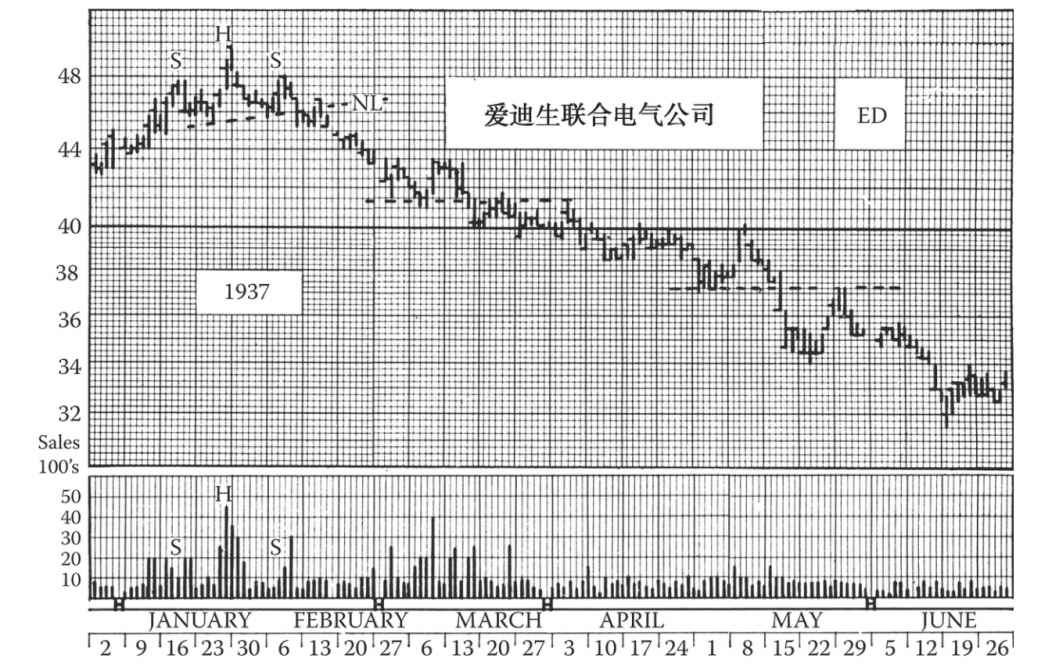 H
S
S
48
NL
爱迪生联合电气公司
ED
44
40
38
1937
36
34
32
Sales
100's
H
50
40
30
S
S
20
10
JANUARY FEBRUARY MARCH APRIL MAY JUNE
2 9 16 23 30 6 13 20 27 6 13 20 27 3 10 17 24 1 8 15 22 29 5 12 19 26